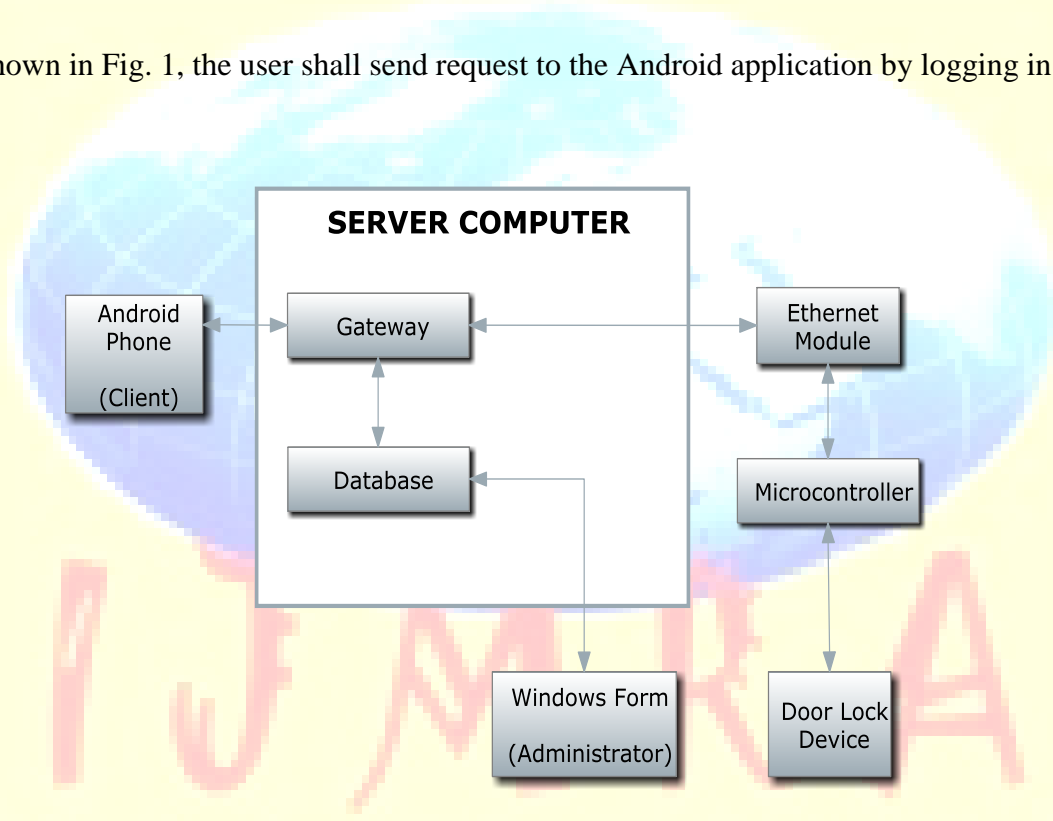 hown in Fig. 1, the user shall send request to the Android application by logging in
SERVER COMPUTER
Android
Phone
(Client)
Gateway
Ethernet
Module
Database
Microcontroller
Windows Form
(Administrator)
Door Lock
Device
IJMRA